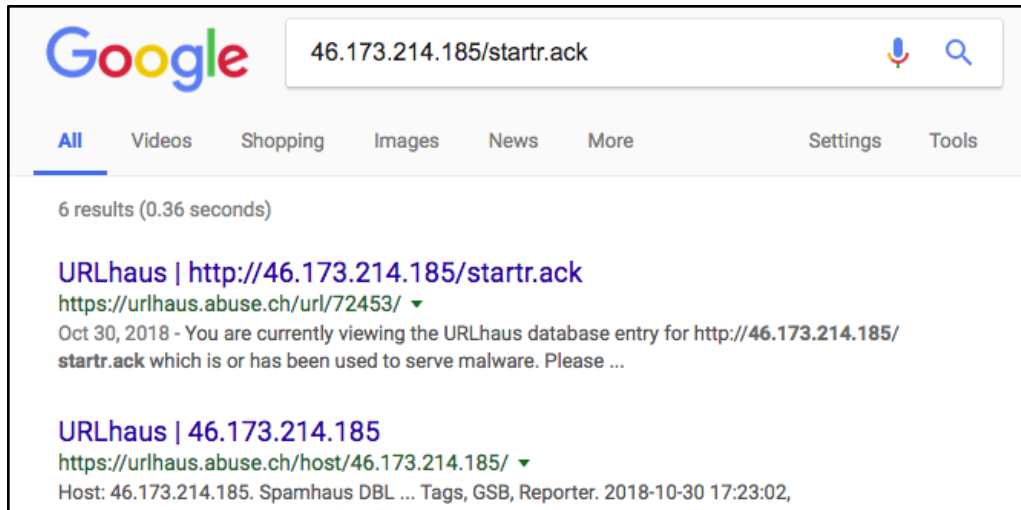 Google
46.173.214.185/startr.ack
All Videos Shopping Images News More Settings Tools
6 results (0.36 seconds)
URLhaus | http://46.173.214.185/startr.ack
https://urlhaus.abuse.ch/url/72453/
Oct 30, 2018 - You are currently viewing the URLhaus database entry for http://46.173.214.185/
startr.ack which is or has been used to serve malware. Please ...
URLhaus | 46.173.214.185
https://urlhaus.abuse.ch/host/46.173.214.185/
Host: 46.173.214.185. Spamhaus DBL ... Tags, GSB, Reporter. 2018-10-30 17:23:02,